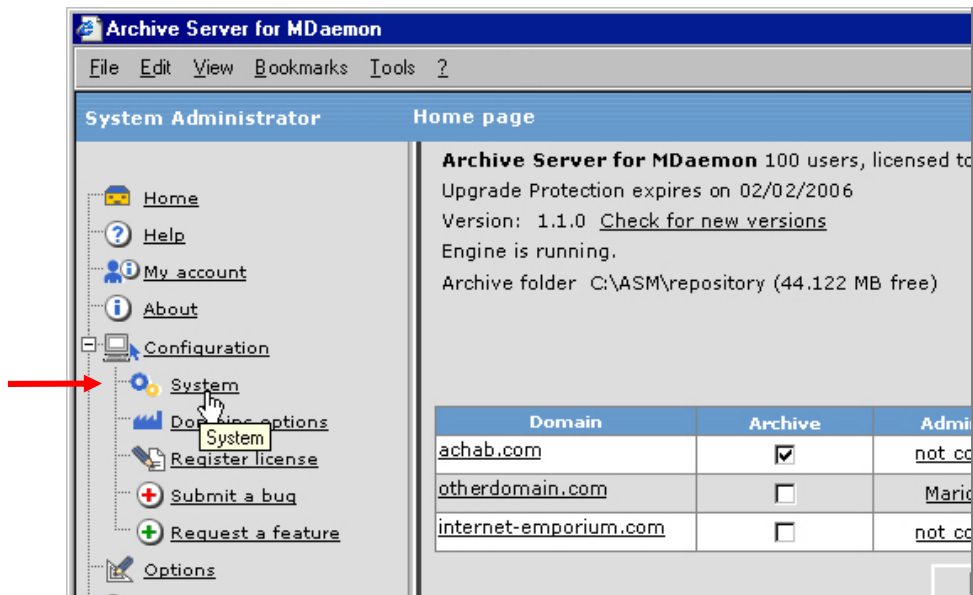 Archive Server for MDaemon
File Edit View Bookmarks Tools ?
System Administrator
Home page
Home
Help
My account
About
Configuration
System
System
Register license
Submit a bug
Request a feature
Options
Archive Server for MDaemon 100 users, licensed to
Upgrade Protection expires on 02/02/2006
Version: 1.1.0 Check for new versions
Engine is running.
Archive folder C:\ASM\repository (44.122 MB free)
Domain Archive
achab.com not
otherdomain.com
internet-emporium.com not